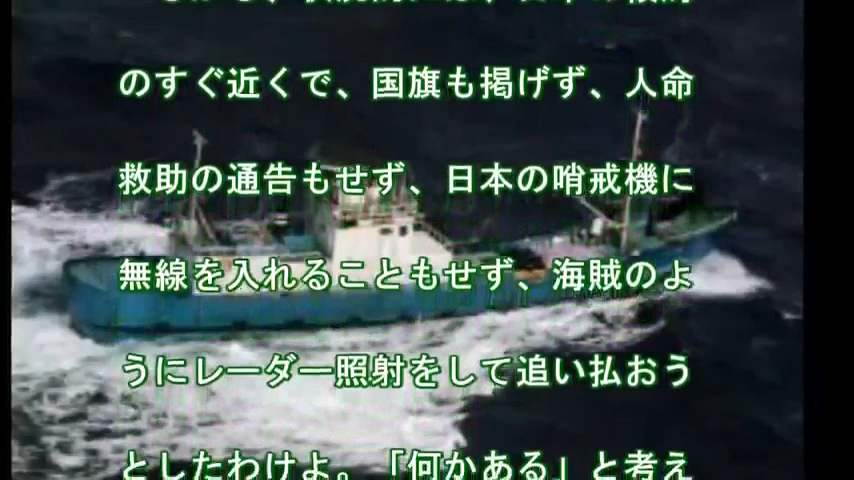 のすぐ近くで、国旗も掲げず、人命
救助の通告もせず、日本の哨戒機に
無線を入れることもせず、海賊のよ
うにレーダー照射をして追い払おう
としたわけよ。「何かある」と考え